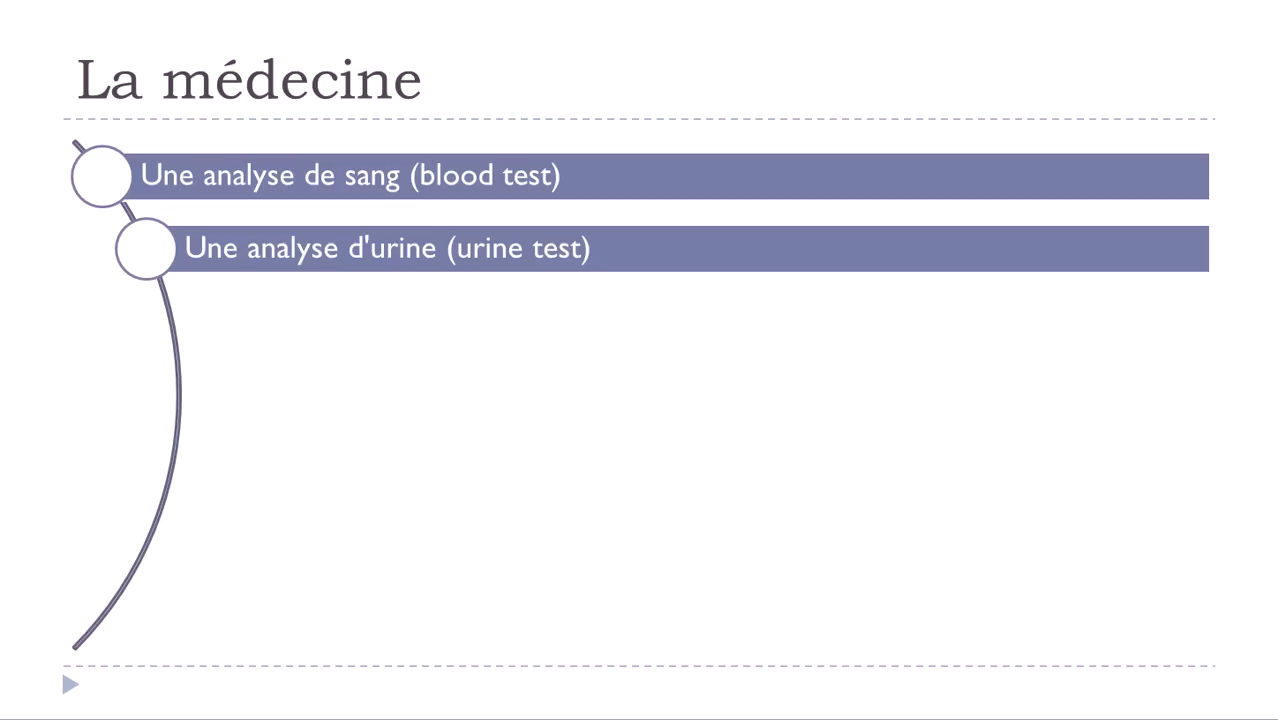 La médecine
Une analyse de sang (blood test)
Une analyse d'urine (urine test)